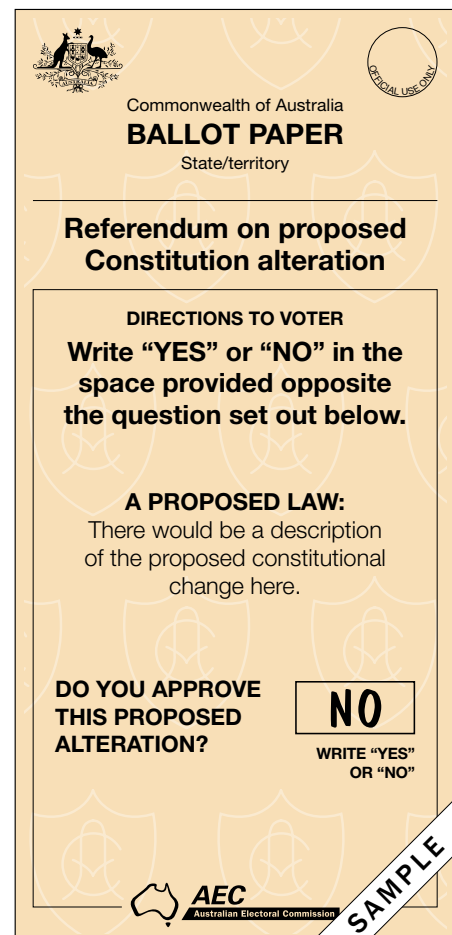 AUSTRALIA
OFFICIAL USE ONLY
Commonwealth of Australia
BALLOT PAPER
State/territory
Referendum on proposed
Constitution alteration
DIRECTIONS TO VOTER
Write “YES” or “NO” in the
space provided opposite
the question set out below.
A PROPOSED LAW:
There would be a description
of the proposed constitutional
change here.
DO YOU APPROVE
THIS PROPOSED
ALTERATION?
NO
WRITE “YES”
OR “NO”
AEC
Australian Electoral Commission
SAMPLE